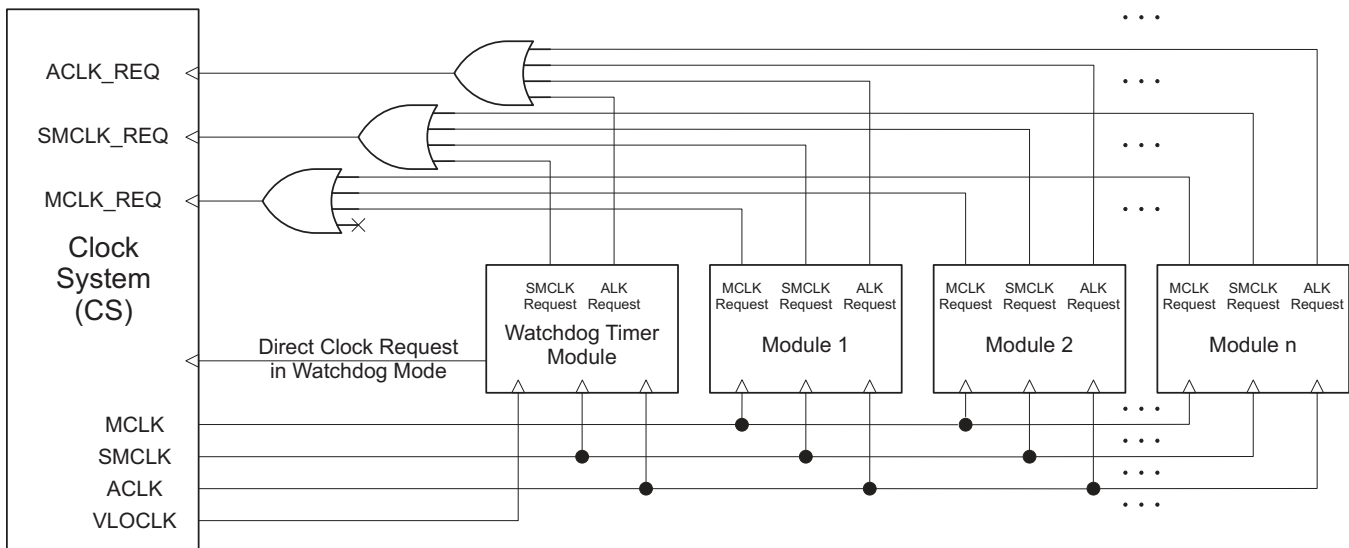 ACLK_REQ
SMCLK_REQ
MCLK_REQ
Clock
System
(CS)
SMCLK
Request
ALK
Request
Watchdog Timer
Module
MCLK
Request
SMCLK
Request
ALK
Request
Module 1
MCLK
Request
SMCLK
Request
ALK
Request
Module 2
MCLK
Request
SMCLK
Request
ALK
Request
Module n
Direct Clock Request
in Watchdog Mode
MCLK
SMCLK
ACLK
VLOCLK